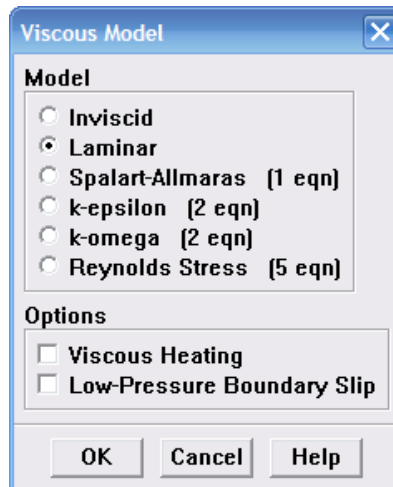 Viscous Model
Model
Inviscid
Laminar
Spalart-Allmaras (1 eqn)
k-epsilon (2 eqn)
k-omega (2 eqn)
Reynolds Stress (5 eqn)
Options
Viscous Heating
Low-Pressure Boundary Slip
OK Cancel Help